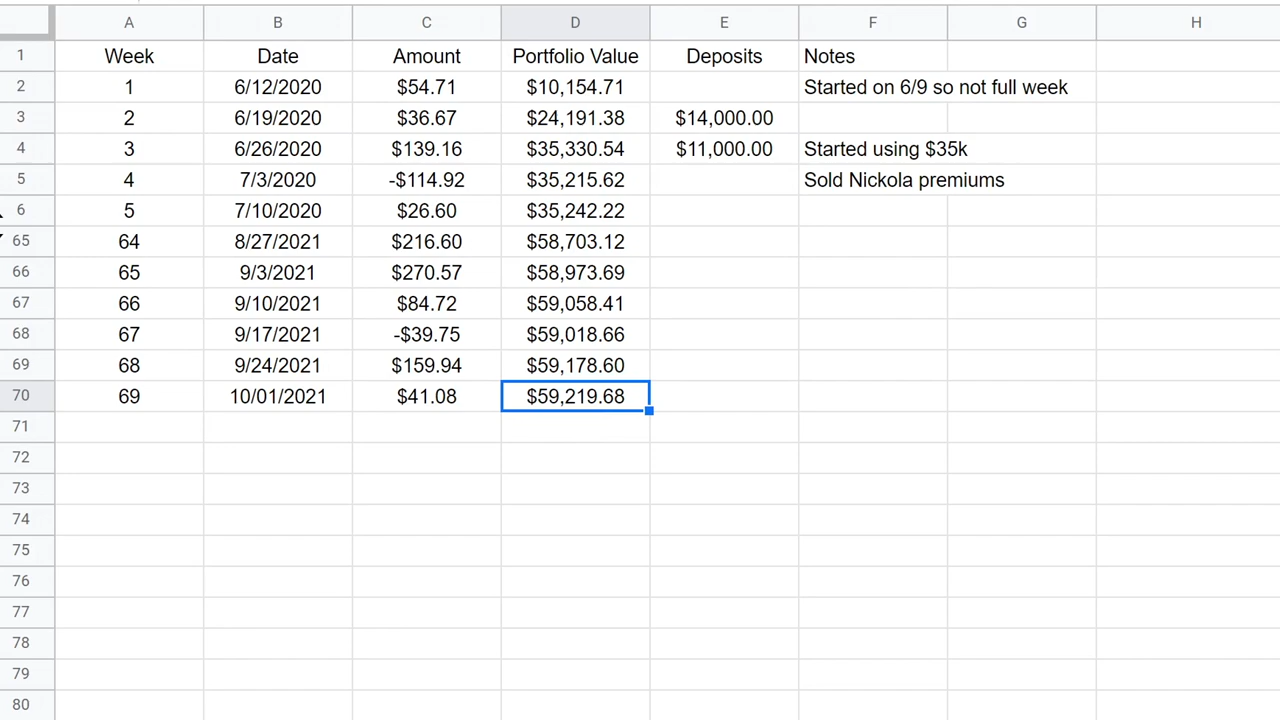 A B C D E F G H
1 Week Date Amount Portfolio Value Deposits Notes
2 1 6/12/2020 $54.71 $10,154.71 Started on 6/9 so not full week
3 2 6/19/2020 $36.67 $24,191.38 $14,000.00
4 3 6/26/2020 $139.16 $35,330.54 $11,000.00 Started using $35k
5 4 7/3/2020 -$114.92 $35,215.62 Sold Nickola premiums
6 5 7/10/2020 $26.60 $35,242.22
65 64 8/27/2021 $216.60 $58,703.12
66 65 9/3/2021 $270.57 $58,973.69
67 66 9/10/2021 $84.72 $59,058.41
68 67 9/17/2021 -$39.75 $59,018.66
69 68 9/24/2021 $159.94 $59,178.60
70 69 10/01/2021 $41.08 $59,219.68
71
72
73
74
75
76
77
78
79
80